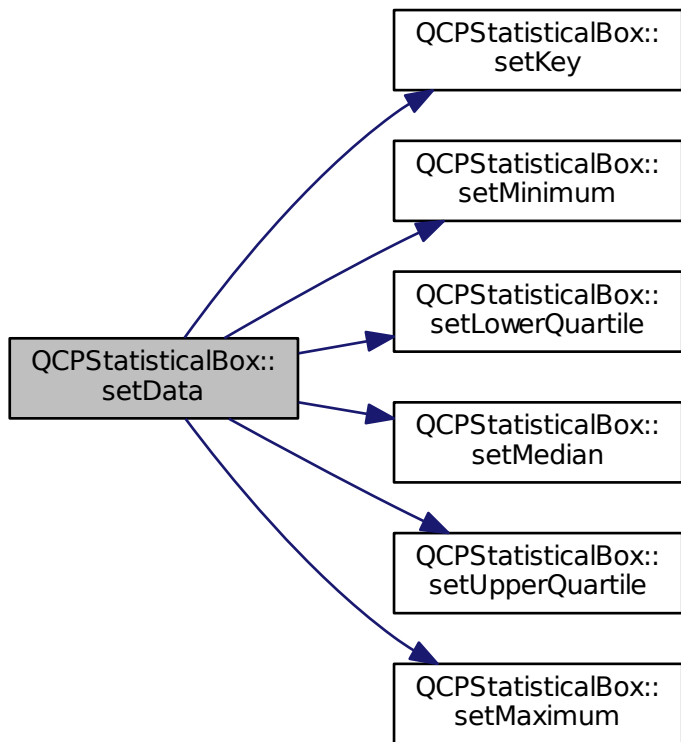 QCPStatisticalBox::
setKey
QCPStatisticalBox::
setMinimum
QCPStatisticalBox::
setLowerQuartile
QCPStatisticalBox::
setData
QCPStatisticalBox::
setMedian
QCPStatisticalBox::
setUpperQuartile
QCPStatisticalBox::
setMaximum